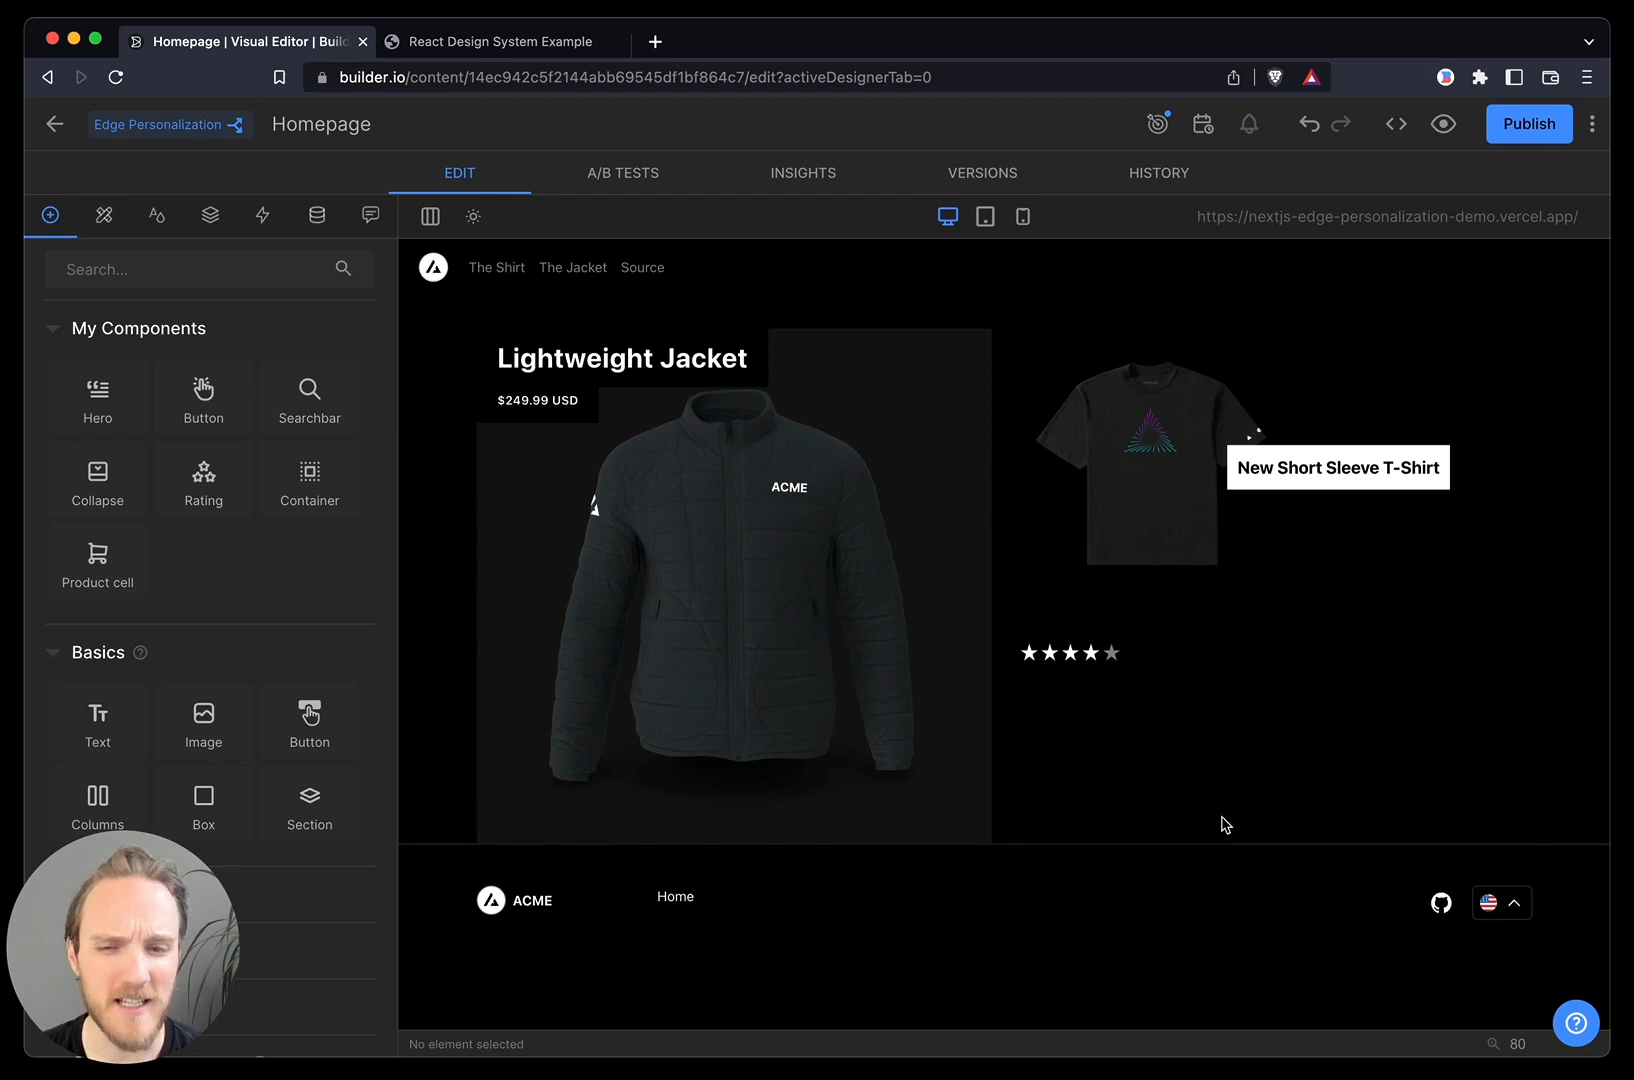 Homepage | Visual Editor | Buil
React Design System Example
builder.io/content/14ec942c5f2144abb69545df1bf864c7/edit?activeDesignerTab=0
Edge Personalization
Homepage
Publish
EDIT
A/B TESTS
INSIGHTS
VERSIONS
HISTORY
https://nextjs-edge-personalization-demo.vercel.app/
Search...
My Components
Hero
Button
Searchbar
Collapse
Rating
Container
Product cell
Basics
Text
Image
Button
Columns
Box
Section
The Shirt
The Jacket
Source
Lightweight Jacket
$249.99 USD
ACME
New Short Sleeve T-Shirt
ACME
Home
No element selected
80